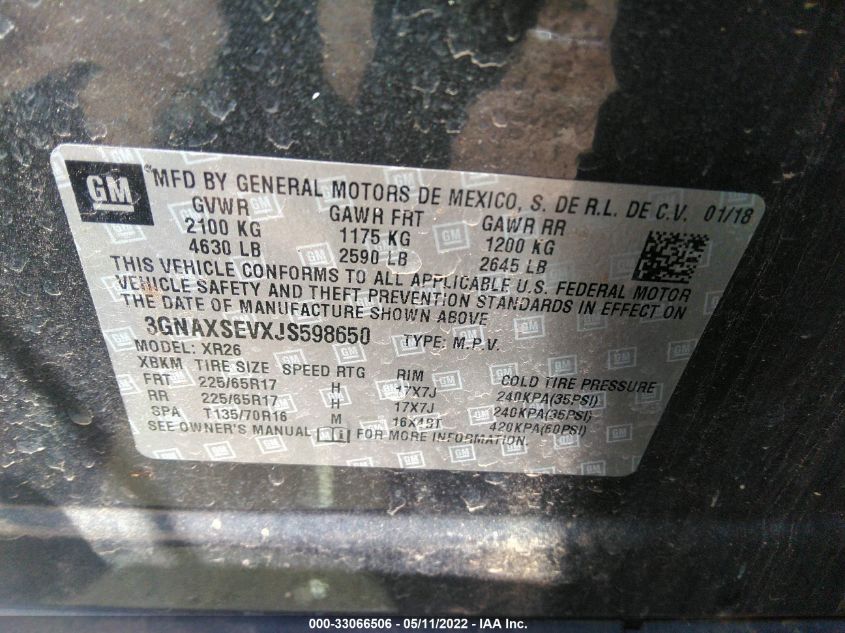 GM
MFD BY GENERAL MOTORS DE MEXICO, S. DE R.L. DE C.V. 01/18
GVWR GAWR FRT GAWR RR
2100 KG 1175 KG 1200 KG
4630 LB 2590 LB 2645 LB
THIS VEHICLE CONFORMS TO ALL APPLICABLE U.S. FEDERAL MOTOR
VEHICLE SAFETY AND THEFT PREVENTION STANDARDS IN EFFECT ON
THE DATE OF MANUFACTURE SHOWN ABOVE
3GNAXSEVXJS598650 TYPE: M.P.V.
MODEL: XR26
XBKM TIRE SIZE SPEED RTG RIM COLD TIRE PRESSURE
FRT 225/65R17 H 17X7J 240KPA(35PSI)
RR 225/65R17 H 17X7J 240KPA(35PSI)
SPA T135/70R16 M 16X4BT 420KPA(60PSI)
SEE OWNER'S MANUAL FOR MORE INFORMATION.
000-33066506 - 05/11/2022 - IAA Inc.